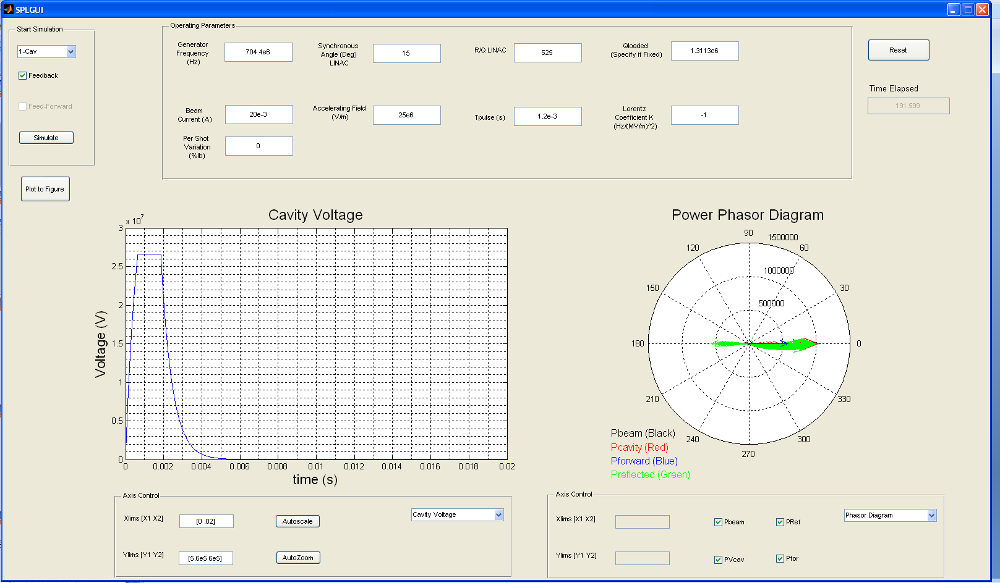 SPLGUI
Start Simulation
1-Cav
Feedback
Feed-Forward
Simulate
Plot to Figure
Operating Parameters
Generator
Frequency
(Hz)
704.4e6
Synchronous
Angle (Deg)
LINAC
15
R/Q LINAC
525
Qloaded
(Specify if Fixed)
1.3113e6
Beam
Current (A)
20e-3
Accelerating Field
(V/m)
25e6
Tpulse (s)
1.2e-3
Lorentz
Coefficient K
(Hz/(MV/m)^2)
-1
Per Shot
Variation
(%Ib)
0
Reset
Time Elapsed
191.599
Cavity Voltage
x 10^7
3
2.5
2
1.5
1
0.5
0
Voltage (V)
0 0.002 0.004 0.006 0.008 0.01 0.012 0.014 0.016 0.018 0.02
time (s)
Power Phasor Diagram
90
1500000
120
60
1000000
150
30
500000
180
0
210
330
240
300
270
Pbeam (Black)
Pcavity (Red)
Pforward (Blue)
Preflected (Green)
Axis Control
Xlims [X1 X2]
[0 .02]
Autoscale
Cavity Voltage
Ylims [Y1 Y2]
[5.6e5 6e5]
AutoZoom
Axis Control
Xlims [X1 X2]
Pbeam
PRef
Phasor Diagram
Ylims [Y1 Y2]
PVcav
Pfor